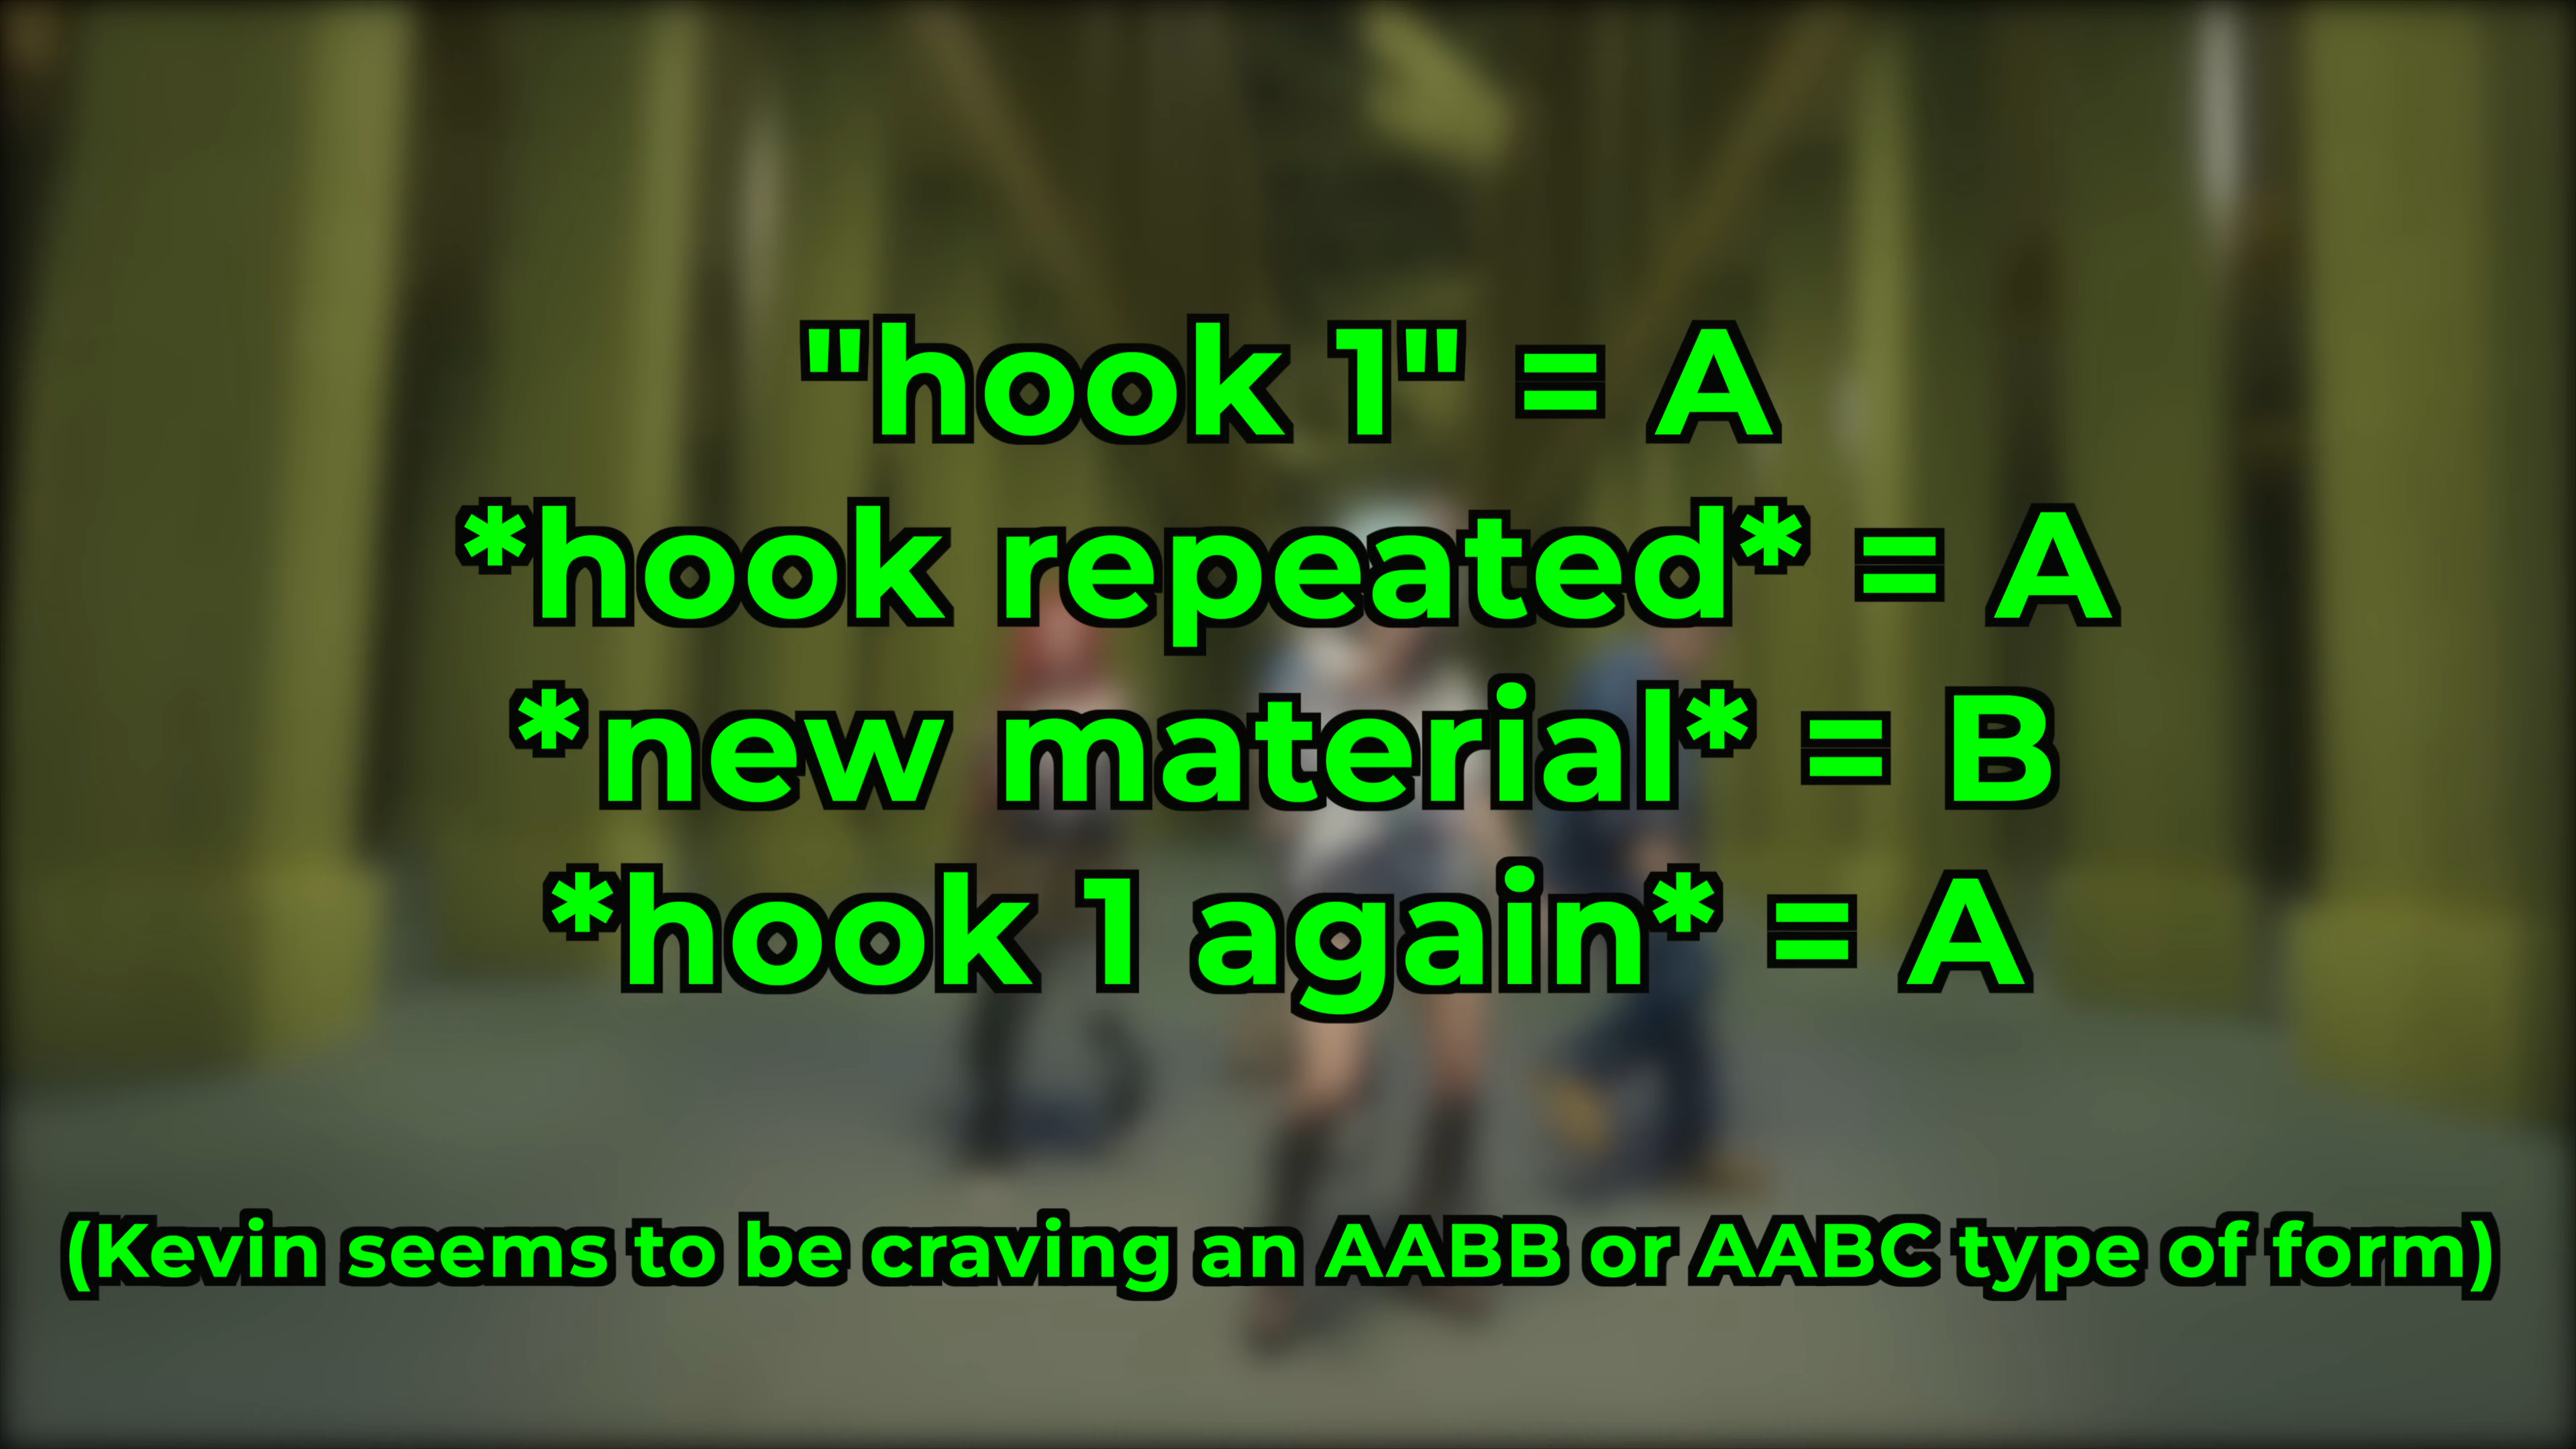 "hook 1" = A
*hook repeated* = A
*new material* = B
*hook 1 again* = A
(Kevin seems to be craving an AABB or AABC type of form)